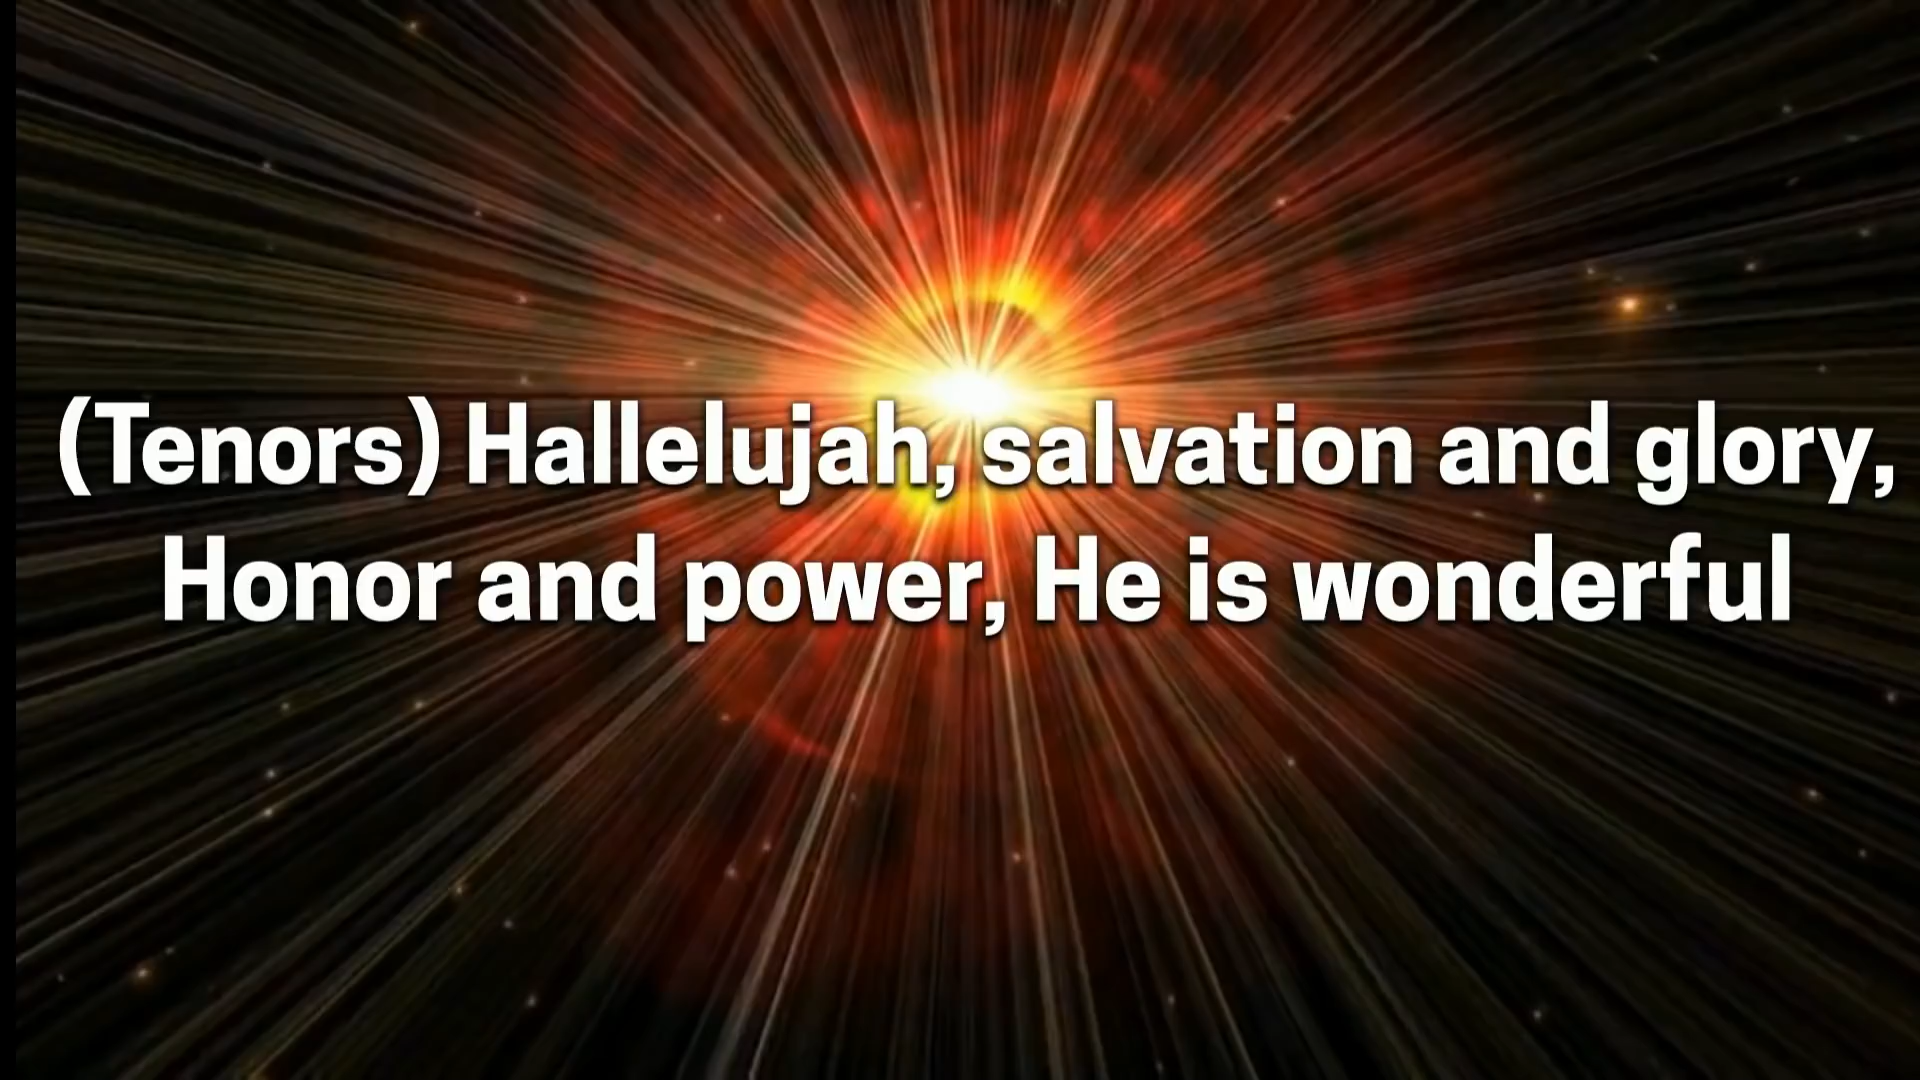 (Tenors) Hallelujah, salvation and glory,
Honor and power, He is wonderful